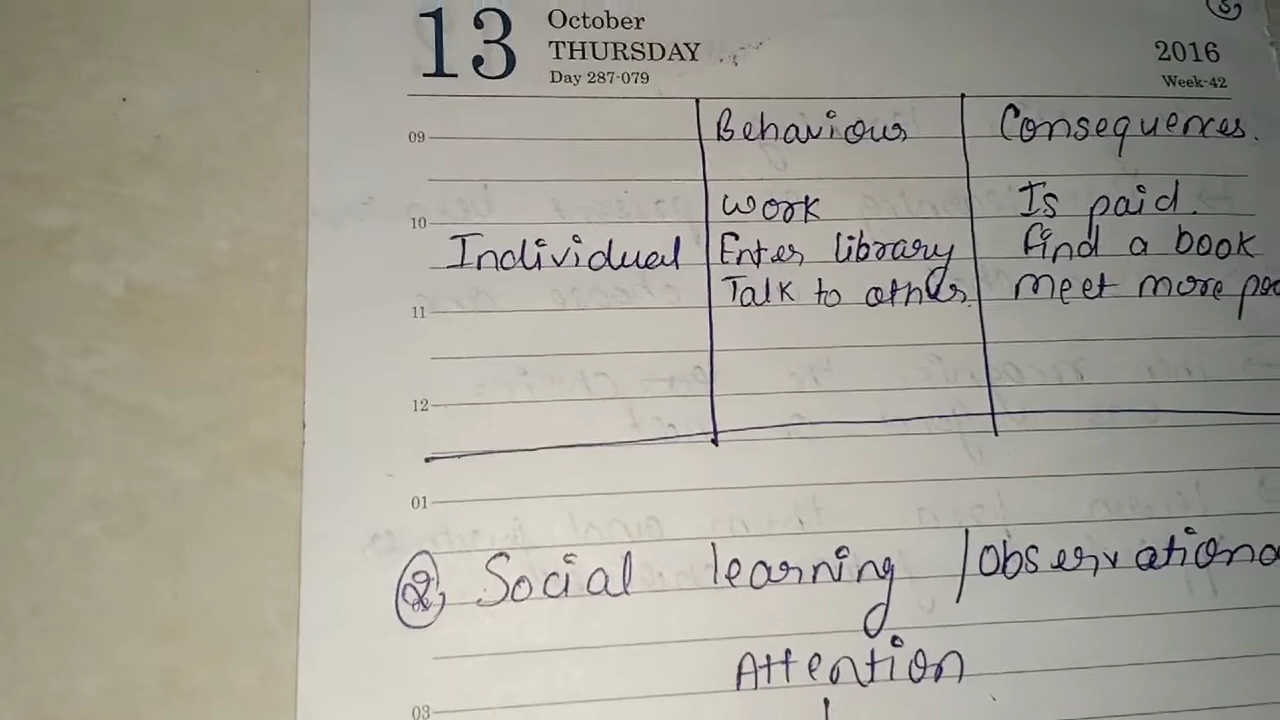 13 October
THURSDAY
Day 287-079
2016
Week-42
09 Behaviour Consequences.
10 Work Is paid.
Individual Enter library find a book
11 Talk to others meet more
12
01
2) Social learning /observationa
Attention
03